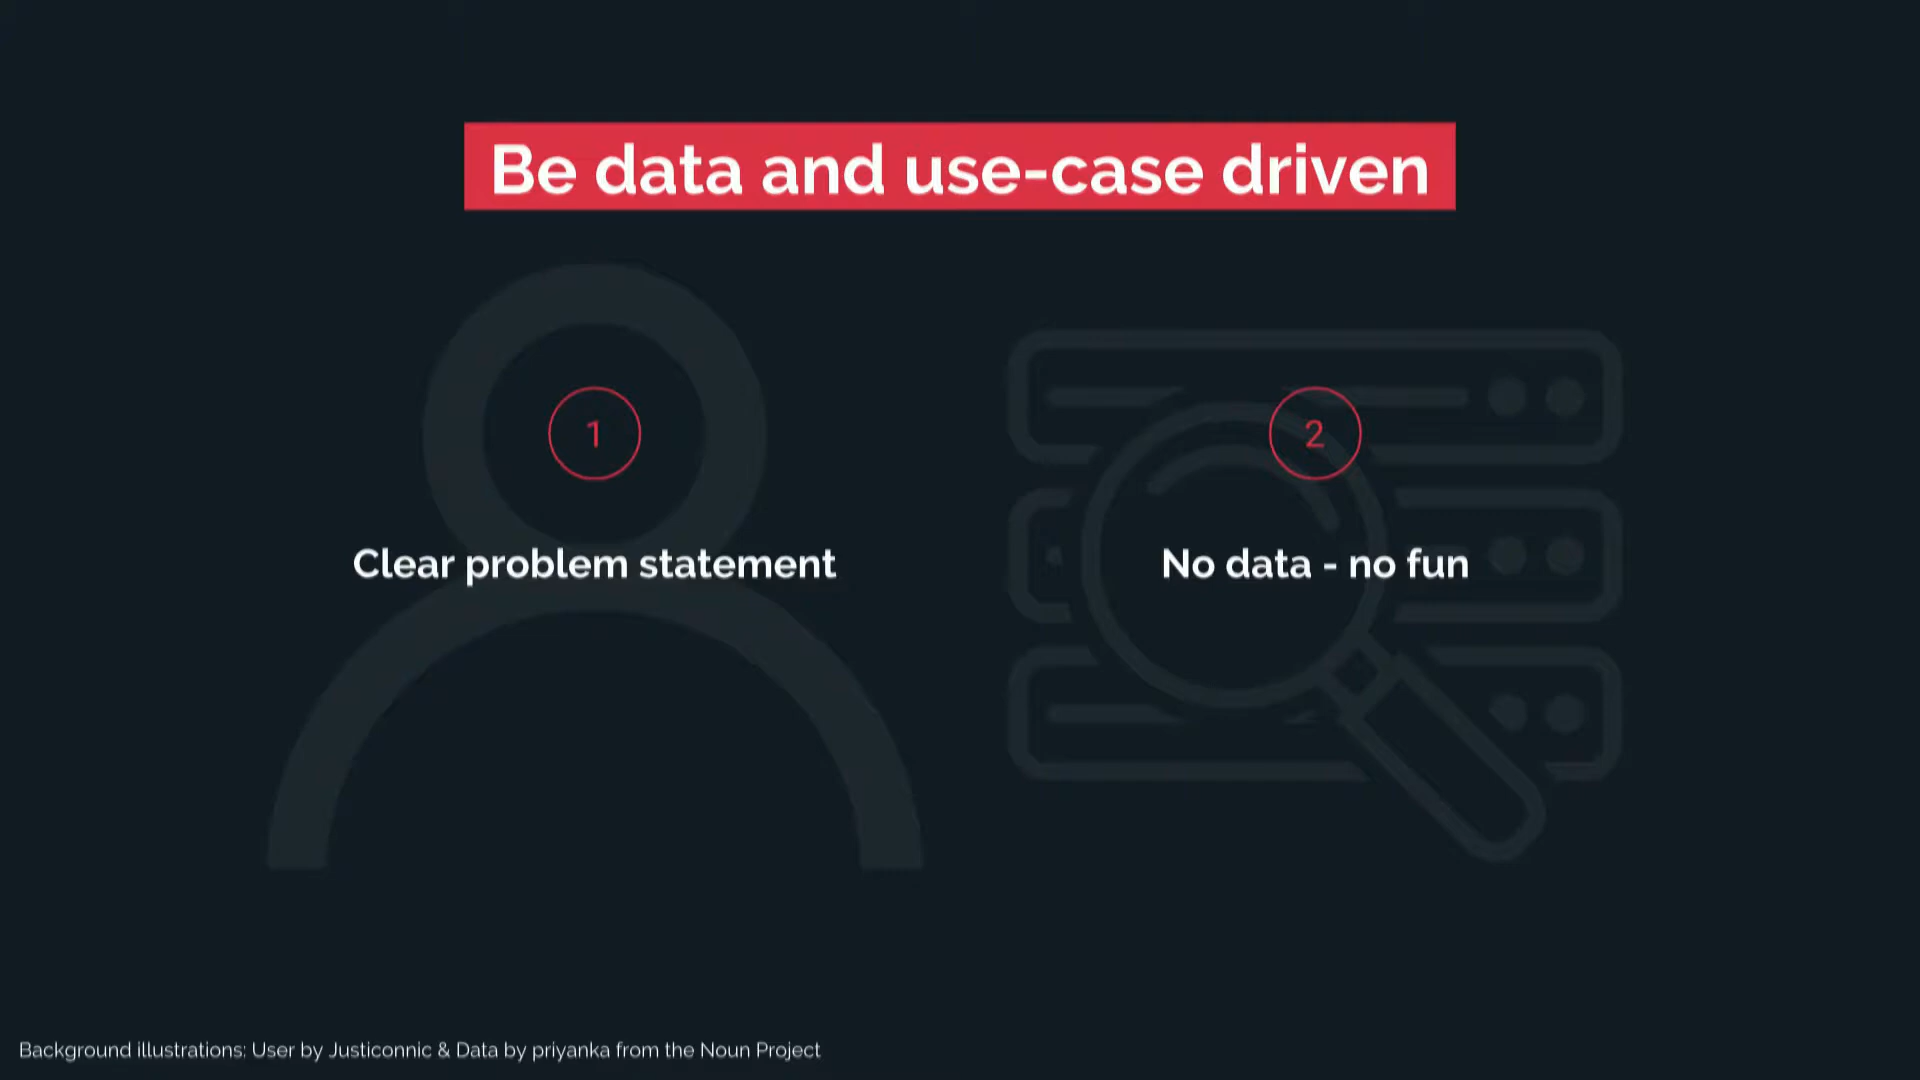 Be data and use-case driven
1
2
Clear problem statement
No data - no fun
Background illustrations: User by Justiconnic & Data by priyanka from the Noun Project